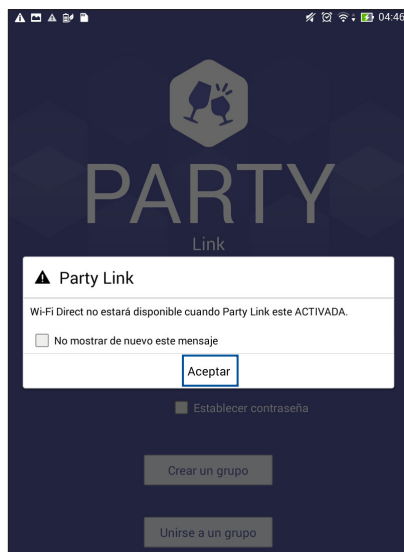 04:46
PARTY
Link
Party Link
Wi-Fi Direct no estará disponible cuando Party Link este ACTIVADA.
No mostrar de nuevo este mensaje
Aceptar
Establecer contraseña
Crear un grupo
Unirse a un grupo